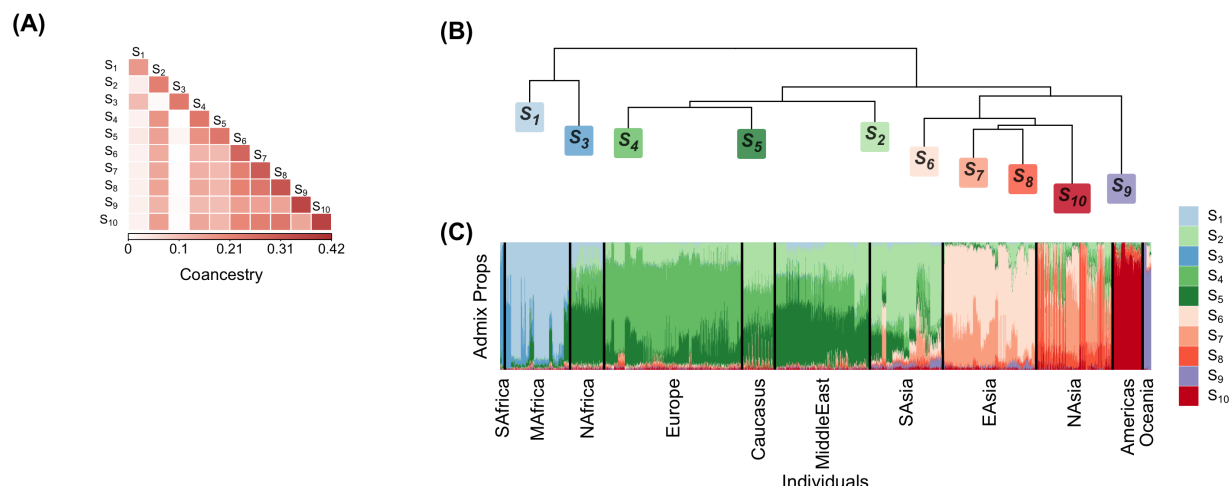 (A)
S1
S1 S2
S2 S3
S3 S4
S4 S5
S5 S6
S6 S7
S7 S8
S8 S9
S9 S10
S10
0 0.1 0.21 0.31 0.42
Coancestry
(B)
S1 S3 S4 S5 S2 S6 S7 S8 S10 S9
(C)
Admix Props
SAfrica MAfrica NAfrica Europe Caucasus MiddleEast SAsia EAsia NAsia Americas Oceania
Individuals
S1
S2
S3
S4
S5
S6
S7
S8
S9
S10